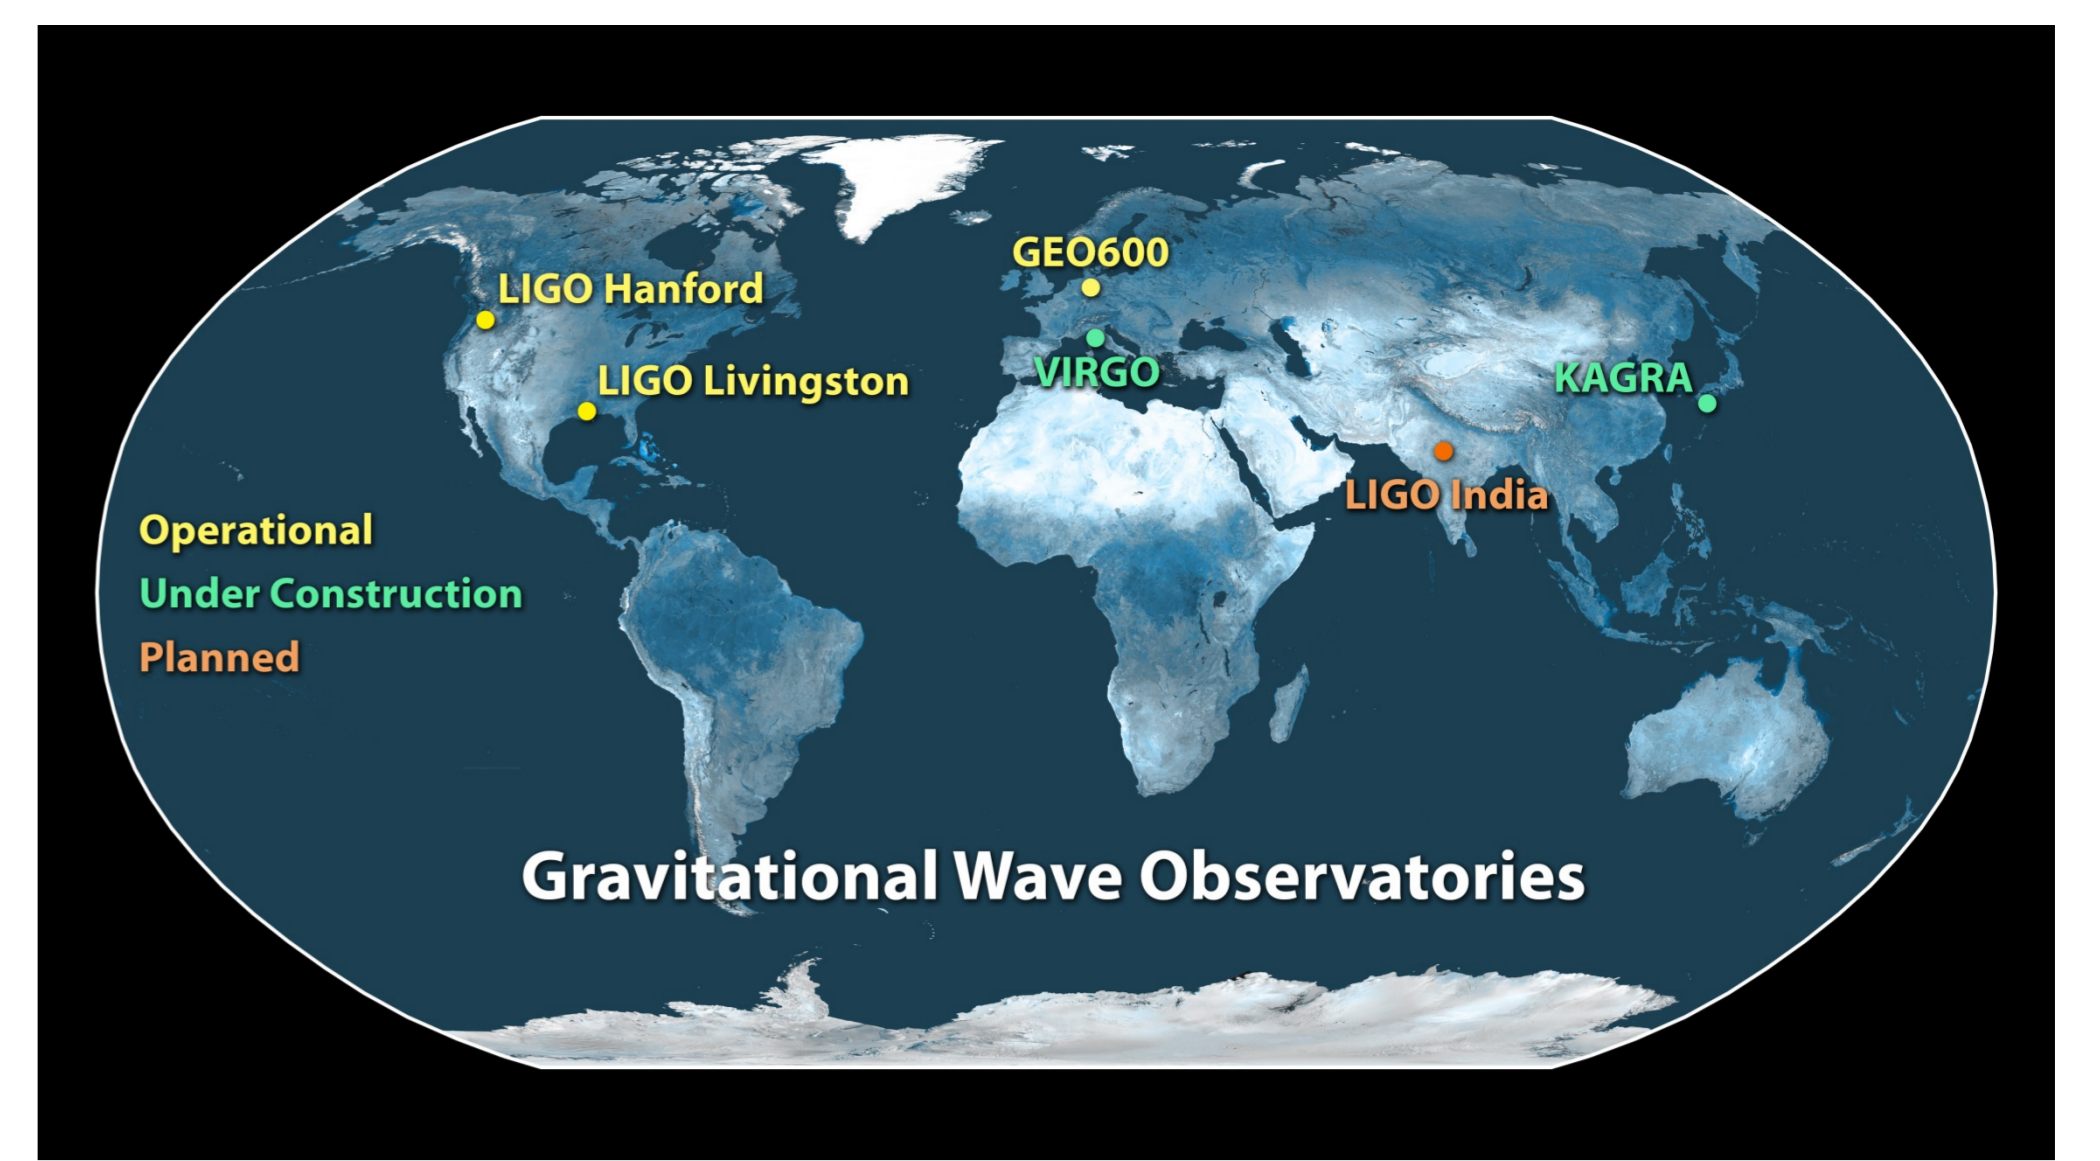 GEO600
LIGO Hanford
VIRGO
KAGRA
LIGO Livingston
LIGO India
Operational
Under Construction
Planned
Gravitational Wave Observatories